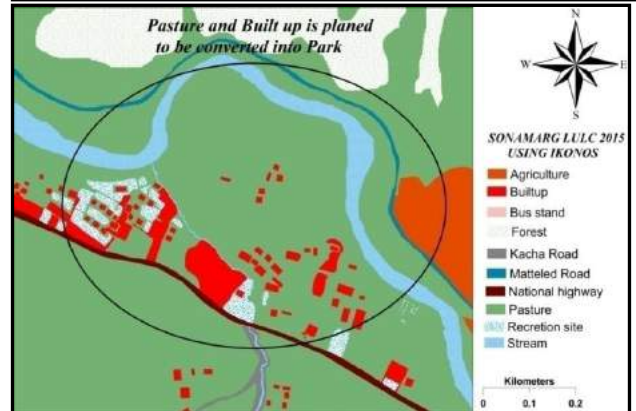 Pasture and Built up is planed
to be converted into Park
N
W
E
S
SONAMARG LULC 2015
USING IKONOS
Agriculture
Builtup
Bus stand
Forest
Kacha Road
Matteled Road
National highway
Pasture
Recretion site
Stream
Kilometers
0 0.1 0.2